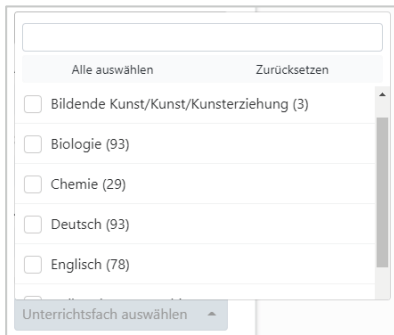 Alle auswählen Zurücksetzen
Bildende Kunst/Kunst/Kunsterziehung (3)
Biologie (93)
Chemie (29)
Deutsch (93)
Englisch (78)
Unterrichtsfach auswählen